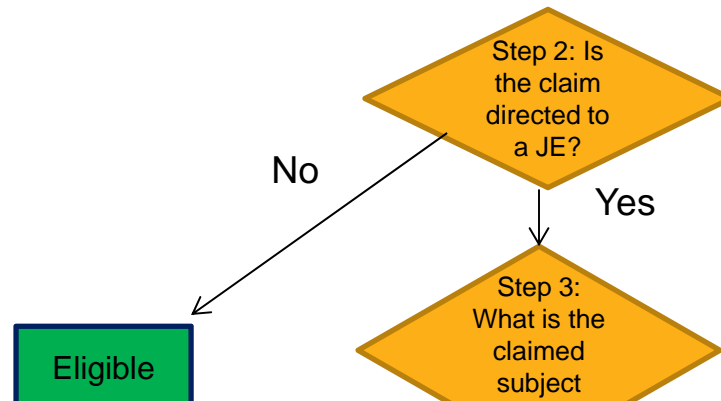 Step 2: Is
the claim
directed to
a JE?
No
Yes
Step 3:
What is the
claimed
subject
Eligible